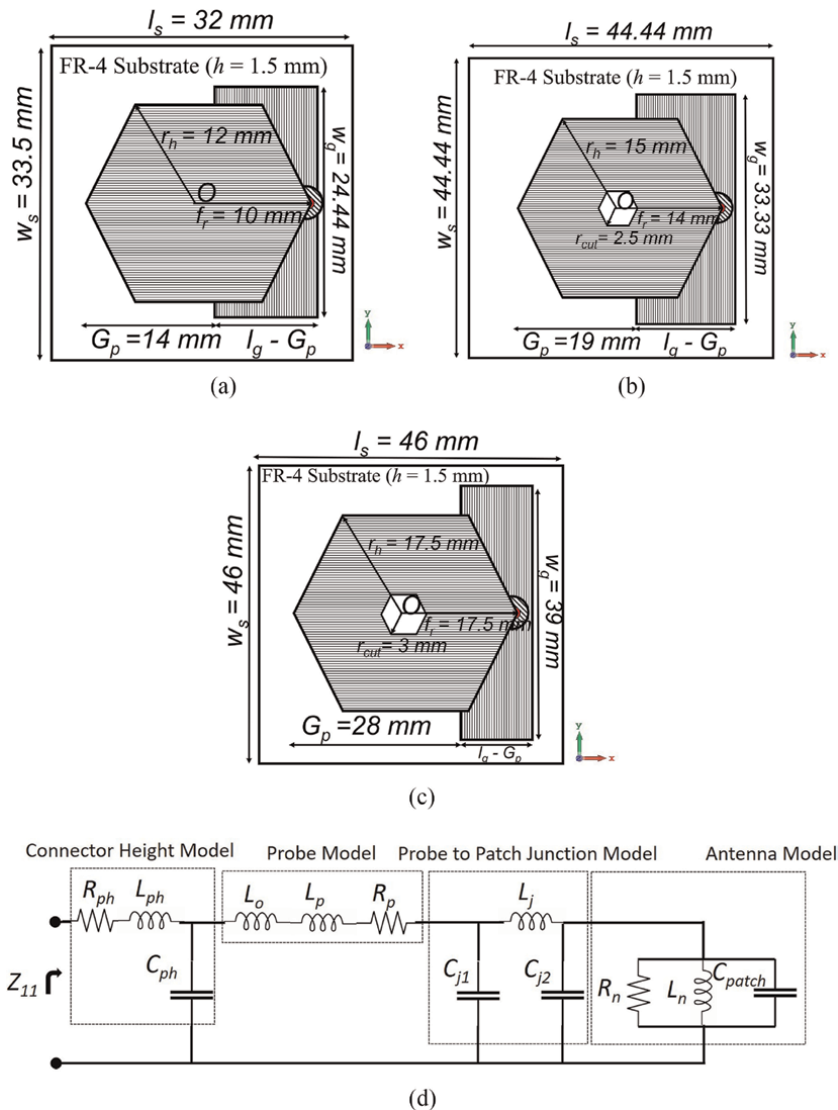 l_s = 32 mm
FR-4 Substrate (h = 1.5 mm)
w_s = 33.5 mm
r_h = 12 mm
O
f_r = 10 mm
w_g = 24.44 mm
G_p =14 mm
l_g - G_p
y
x
(a)
l_s = 44.44 mm
FR-4 Substrate (h = 1.5 mm)
w_s = 44.44 mm
r_h = 15 mm
O
f_r = 14 mm
r_cut = 2.5 mm
w_g = 33.33 mm
G_p =19 mm
l_g - G_p
y
x
(b)
l_s = 46 mm
FR-4 Substrate (h = 1.5 mm)
w_s = 46 mm
r_h = 17.5 mm
O
f_r = 17.5 mm
r_cut = 3 mm
w_g = 39 mm
G_p =28 mm
l_g - G_p
y
x
(c)
Connector Height Model
Probe Model
Probe to Patch Junction Model
Antenna Model
R_ph
L_ph
L_o
L_p
R_p
L_j
Z_11
C_ph
C_j1
C_j2
R_n
L_n
C_patch
(d)